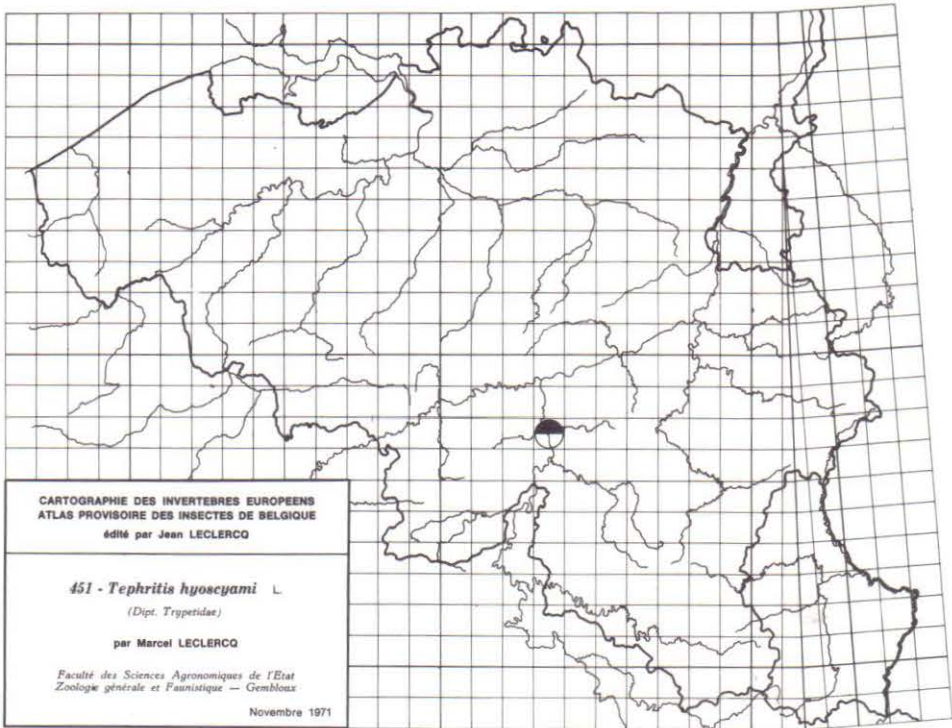 CARTOGRAPHIE DES INVERTEBRES EUROPEENS
ATLAS PROVISOIRE DES INSECTES DE BELGIQUE
édité par Jean LECLERCQ
451 - Tephritis hyoscyami L.
(Dipt. Trypetidae)
par Marcel LECLERCQ
Faculté des Sciences Agronomiques de l'Etat
Zoologie générale et Faunistique — Gembloux
Novembre 1971